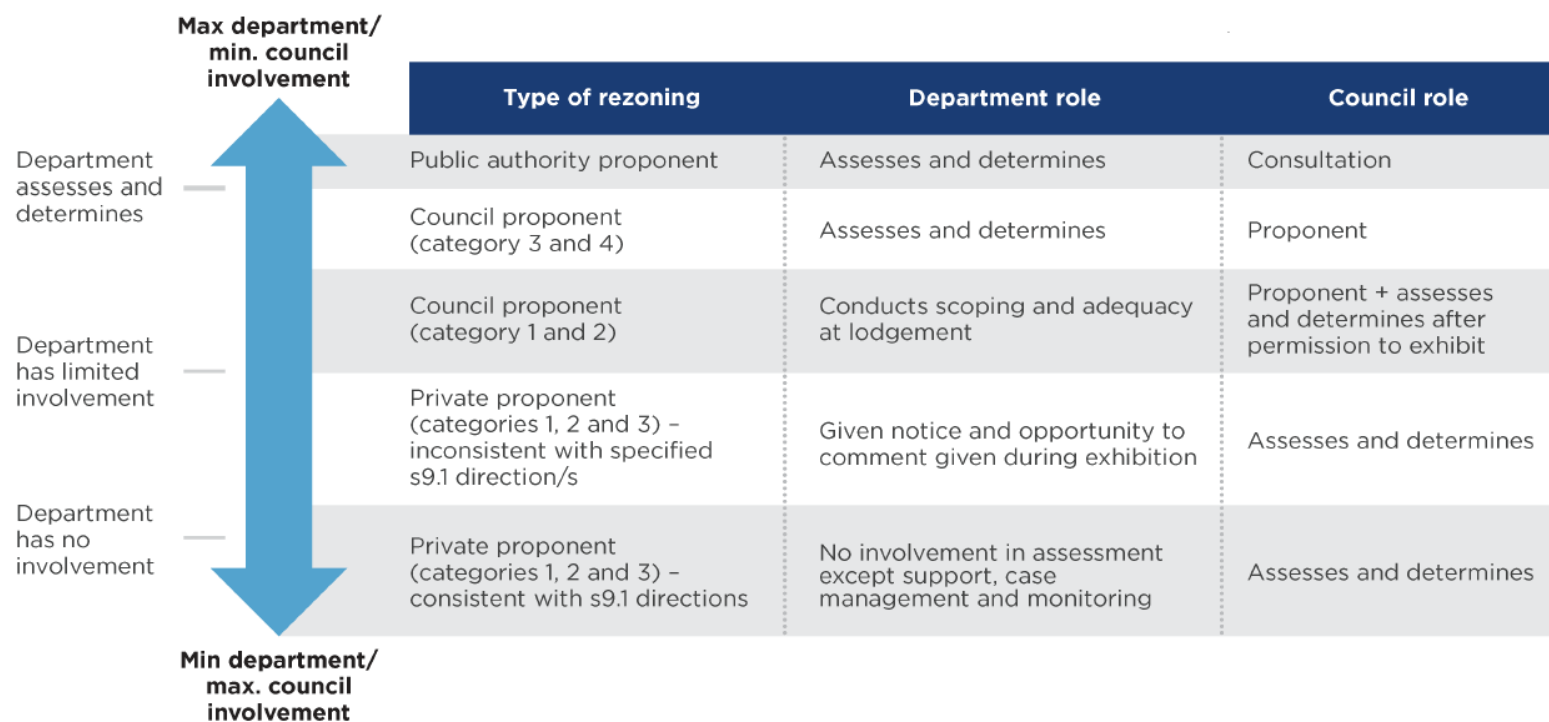 Max department/
min. council
involvement
Type of rezoning
Department role
Council role
Department
assesses and
determines
Public authority proponent
Assesses and determines
Consultation
Council proponent
(category 3 and 4)
Assesses and determines
Proponent
Department
has limited
involvement
Council proponent
(category 1 and 2)
Conducts scoping and adequacy
at lodgement
Proponent + assesses
and determines after
permission to exhibit
Private proponent
(categories 1, 2 and 3) –
inconsistent with specified
s9.1 direction/s
Given notice and opportunity to
comment given during exhibition
Assesses and determines
Department
has no
involvement
Private proponent
(categories 1, 2 and 3) –
consistent with s9.1 directions
No involvement in assessment
except support, case
management and monitoring
Assesses and determines
Min department/
max. council
involvement